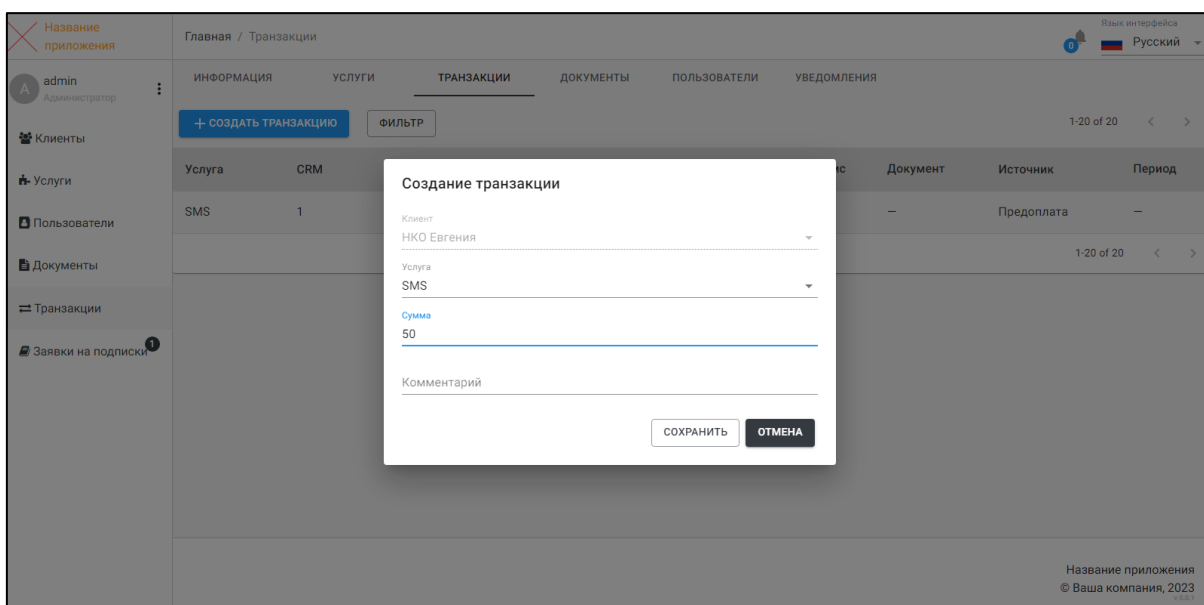 Название
приложения
Главная / Транзакции
Язык интерфейса
0
Русский
A
admin
Администратор
ИНФОРМАЦИЯ УСЛУГИ ТРАНЗАКЦИИ ДОКУМЕНТЫ ПОЛЬЗОВАТЕЛИ УВЕДОМЛЕНИЯ
+ СОЗДАТЬ ТРАНЗАКЦИЮ ФИЛЬТР 1-20 of 20 < >
Клиенты
Услуги
Пользователи
Документы
Транзакции
Заявки на подписки 1
Услуга CRM Документ Источник Период
SMS 1 — Предоплата —
1-20 of 20 < >
Создание транзакции
Клиент
НКО Евгения
Услуга
SMS
Сумма
50
Комментарий
СОХРАНИТЬ ОТМЕНА
Название приложения
© Ваша компания, 2023